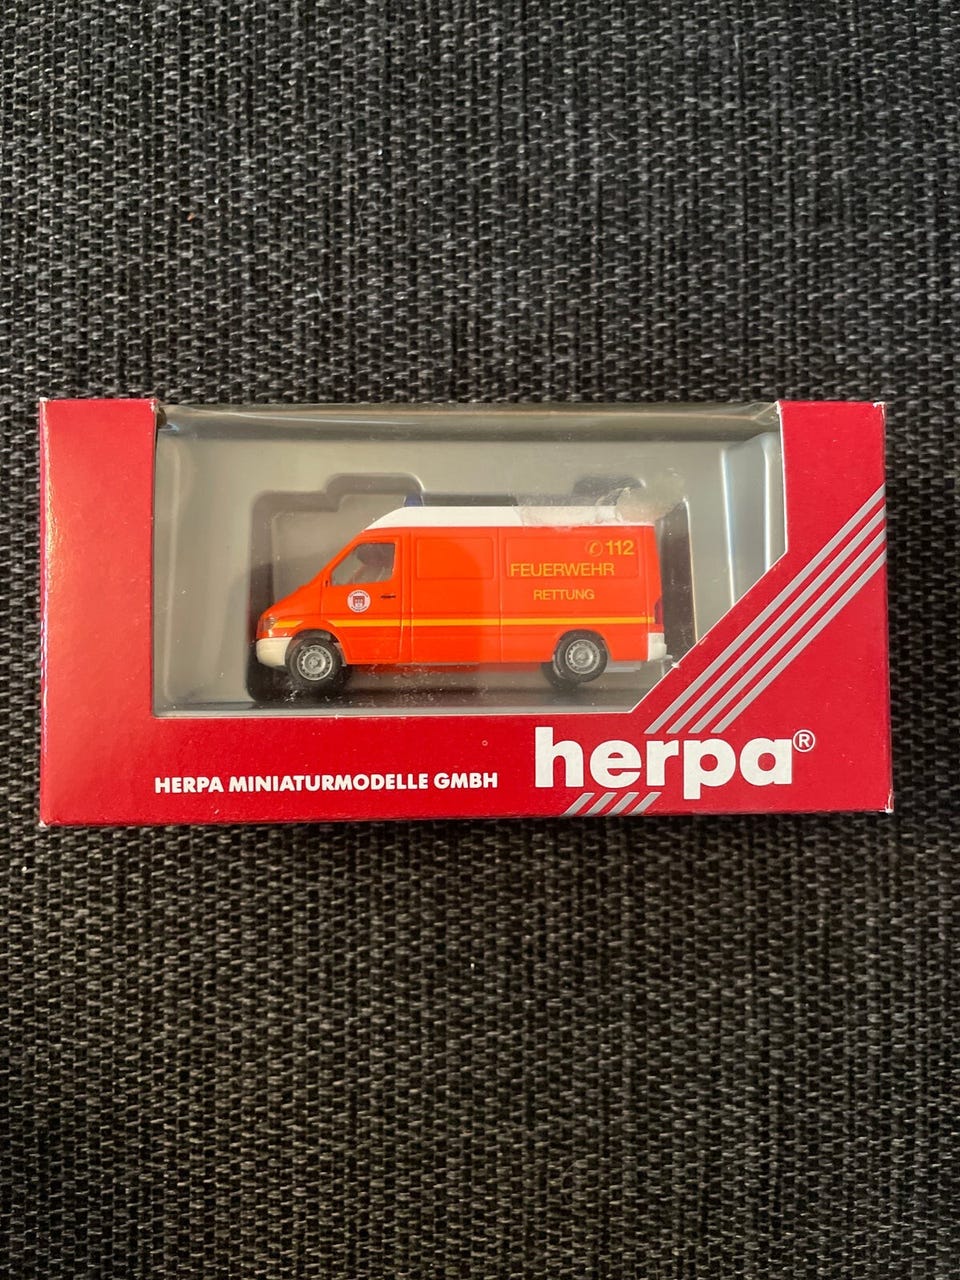 112
FEUERWEHR
RETTUNG
HERPA MINIATURMODELLE GMBH
herpa®